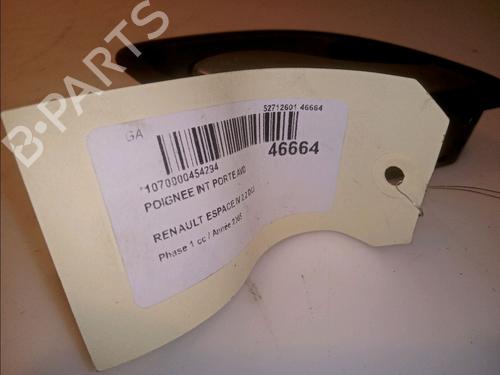 B-PARTS
GA
52712601 46664
46664
*1070000454294
POIGNEE INT PORTE AVD
RENAULT ESPACE IV 2.2 DCI
Phase 1 cc / Année